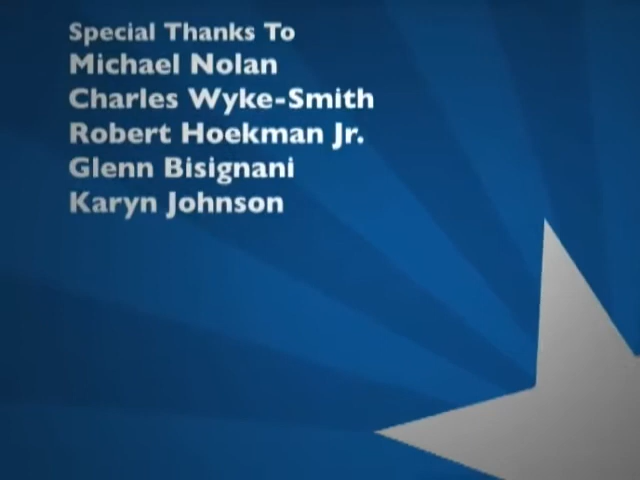 Special Thanks To
Michael Nolan
Charles Wyke-Smith
Robert Hoekman Jr.
Glenn Bisignani
Karyn Johnson